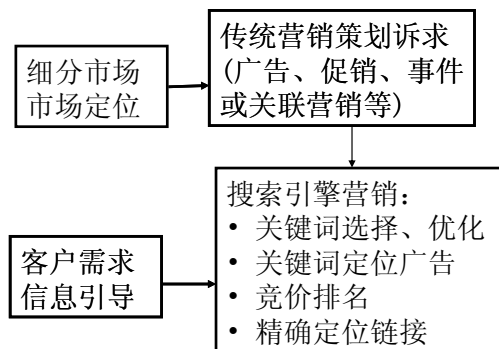 细分市场
市场定位
传统营销策划诉求
(广告、促销、事件
或关联营销等)
搜索引擎营销：
• 关键词选择、优化
• 关键词定位广告
• 竞价排名
• 精确定位链接
客户需求
信息引导